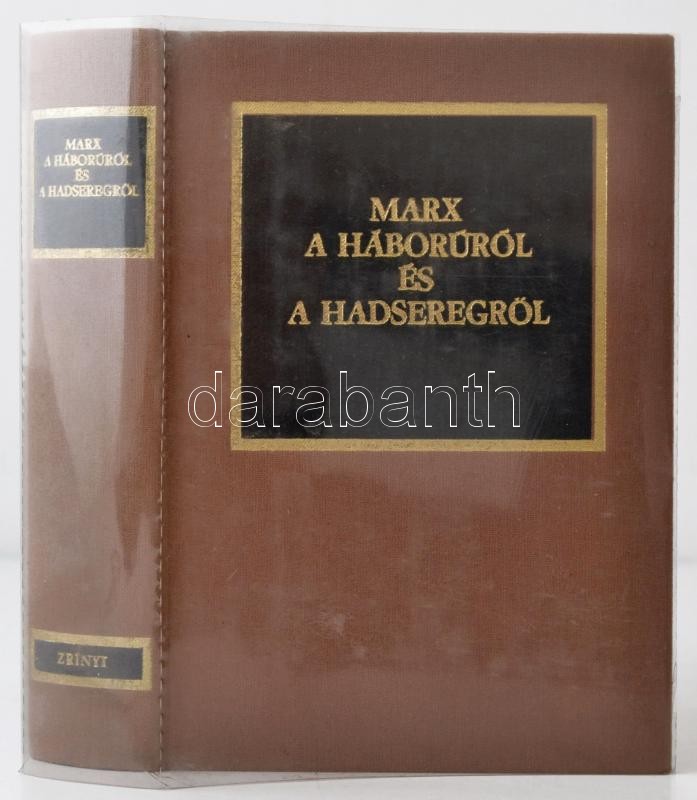 MARX
A HÁBORÚRÓL
ÉS
A HADSEREGRŐL
ZRÍNYI
MARX
A HÁBORÚRÓL
ÉS
A HADSEREGRŐL
darabanth